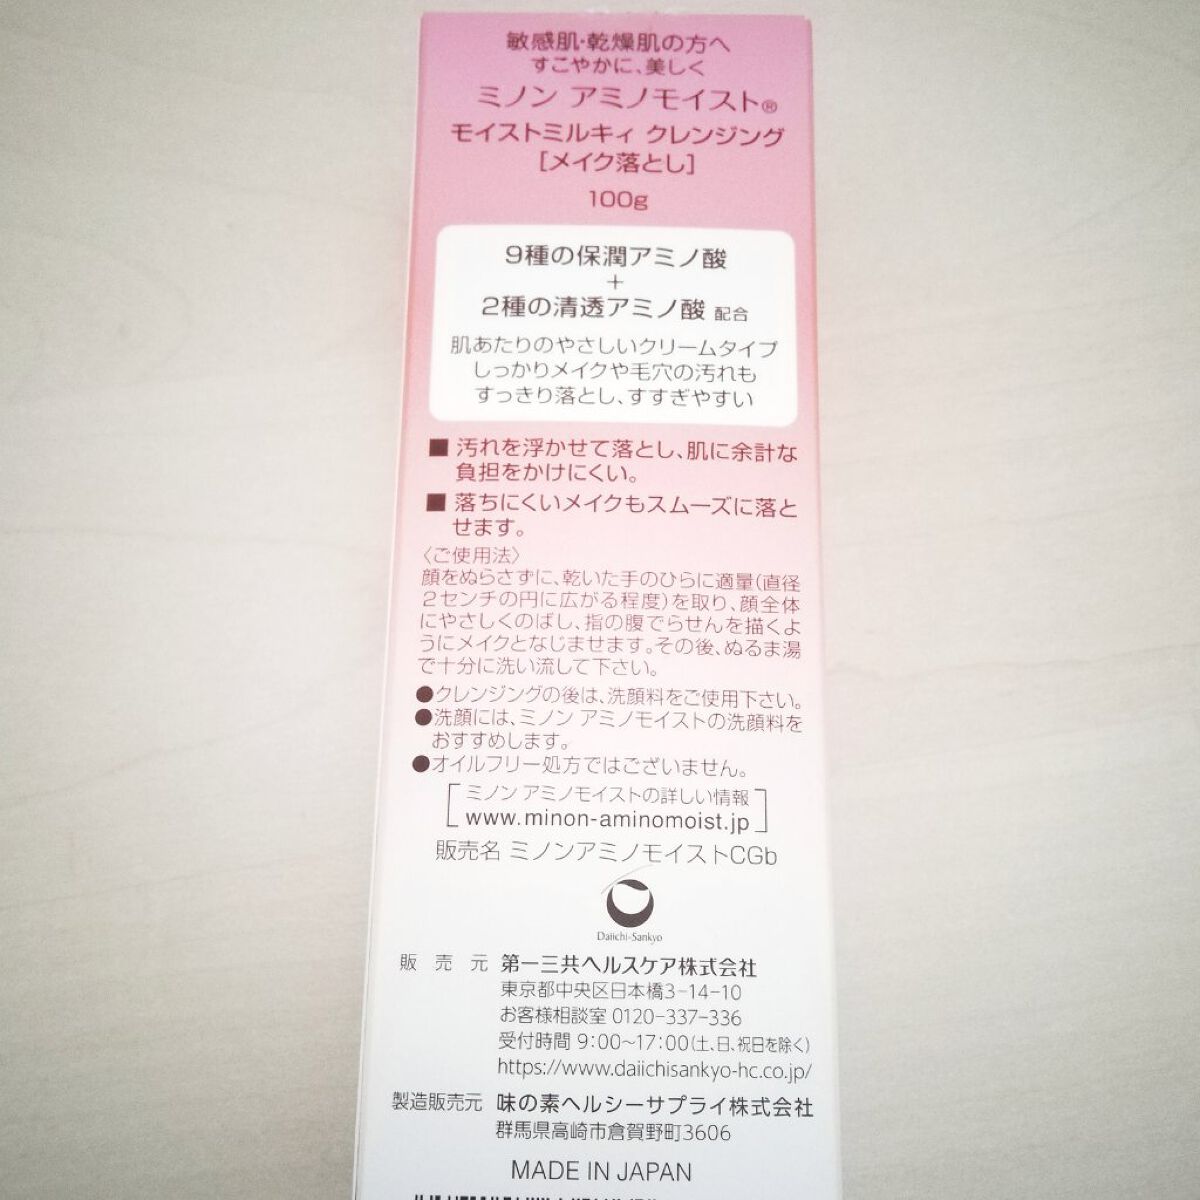 敏感肌・乾燥肌の方へ
すこやかに、美しく
ミノン アミノモイスト®
モイストミルキィ クレンジング
[メイク落とし]
100g
9種の保潤アミノ酸
+
2種の清透アミノ酸 配合
肌あたりのやさしいクリームタイプ
しっかりメイクや毛穴の汚れも
すっきり落とし、すすぎやすい
■ 汚れを浮かせて落とし、肌に余計な
負担をかけにくい。
■ 落ちにくいメイクもスムーズに落と
せます。
〈ご使用法〉
顔をぬらさずに、乾いた手のひらに適量(直径
2センチの円に広がる程度)を取り、顔全体
にやさしくのばし、指の腹でらせんを描くよ
うにメイクとなじませます。その後、ぬるま湯
で十分に洗い流して下さい。
●クレンジングの後は、洗顔料をご使用下さい。
●洗顔には、ミノン アミノモイストの洗顔料を
おすすめします。
●オイルフリー処方ではございません。
[ミノン アミノモイストの詳しい情報
www.minon-aminomoist.jp]
販売名 ミノンアミノモイストCGb
Daiichi-Sankyo
販売元 第一三共ヘルスケア株式会社
東京都中央区日本橋3-14-10
お客様相談室 0120-337-336
受付時間 9:00~17:00(土、日、祝日を除く)
https://www.daiichisankyo-hc.co.jp/
製造販売元 味の素ヘルシーサプライ株式会社
群馬県高崎市倉賀野町3606
MADE IN JAPAN